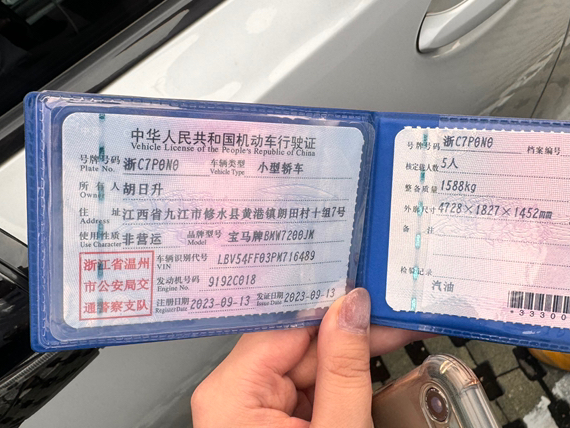 中华人民共和国机动车行驶证
Vehicle License of the People's Republic of China
号牌号码 浙C7P0N0 车辆类型 小型轿车
Plate No. Vehicle Type
所有人 胡日升
Owner
住址 江西省九江市修水县黄港镇朗田村十组7号
Address
使用性质 非营运 品牌型号 宝马牌BMW7200JM
Use Character Model
浙江省温州市公安局交通警察支队
车辆识别代号 LBV54FF03PM716489
VIN
发动机号码 9192C018
Engine No.
注册日期 2023-09-13 发证日期 2023-09-13
Register Date Issue Date
号牌号码 浙C7P0N0 档案编号
核定载人数 5人
整备质量 1588kg
外廓尺寸 4728×1827×1452mm
备注
检验记录
汽油
*33300